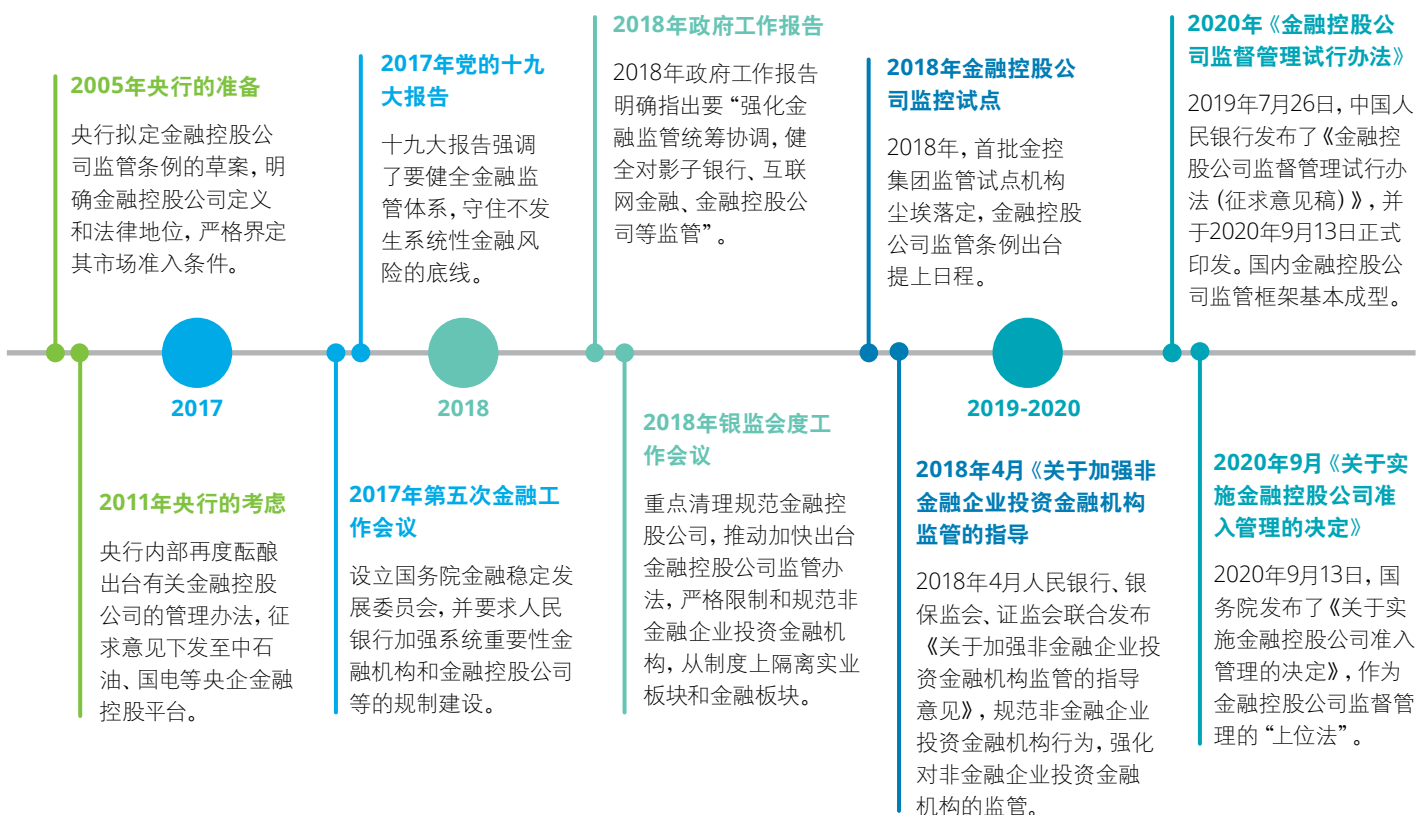 2005年央行的准备
央行拟定金融控股公
司监管条例的草案，明
确金融控股公司定义
和法律地位，严格界定
其市场准入条件。
2011年央行的考虑
央行内部再度酝酿
出台有关金融控股
公司的管理办法，征
求意见下发至中石
油、国电等央企金融
控股平台。
2017
2017年党的十九
大报告
十九大报告强调
了要健全金融监
管体系，守住不发
生系统性金融风
险的底线。
2017年第五次金融工
作会议
设立国务院金融稳定发
展委员会，并要求人民
银行加强系统重要性金
融机构和金融控股公司
等的规制建设。
2018
2018年政府工作报告
2018年政府工作报告
明确指出要“强化金
融监管统筹协调，健
全对影子银行、互联
网金融、金融控股公
司等监管”。
2018年银监会度工
作会议
重点清理规范金融控
股公司，推动加快出台
金融控股公司监管办
法，严格限制和规范非
金融企业投资金融机
构，从制度上隔离实业
板块和金融板块。
2018年金融控股公
司监控试点
2018年，首批金控
集团监管试点机构
尘埃落定，金融控股
公司监管条例出台
提上日程。
2018年4月《关于加强非
金融企业投资金融机构
监管的指导
2018年4月人民银行、银
保监会、证监会联合发布
《关于加强非金融企业投
资金融机构监管的指导
意见》，规范非金融企业
投资金融机构行为，强化
对非金融企业投资金融
机构的监管。
2019-2020
2020年《金融控股公
司监督管理试行办法》
2019年7月26日，中国人
民银行发布了《金融控
股公司监督管理试行办
法（征求意见稿）》，并
于2020年9月13日正式
印发。国内金融控股公
司监管框架基本成型。
2020年9月《关于实
施金融控股公司准
入管理的决定》
2020年9月13日，国
务院发布了《关于实
施金融控股公司准入
管理的决定》，作为
金融控股公司监督管
理的“上位法”。